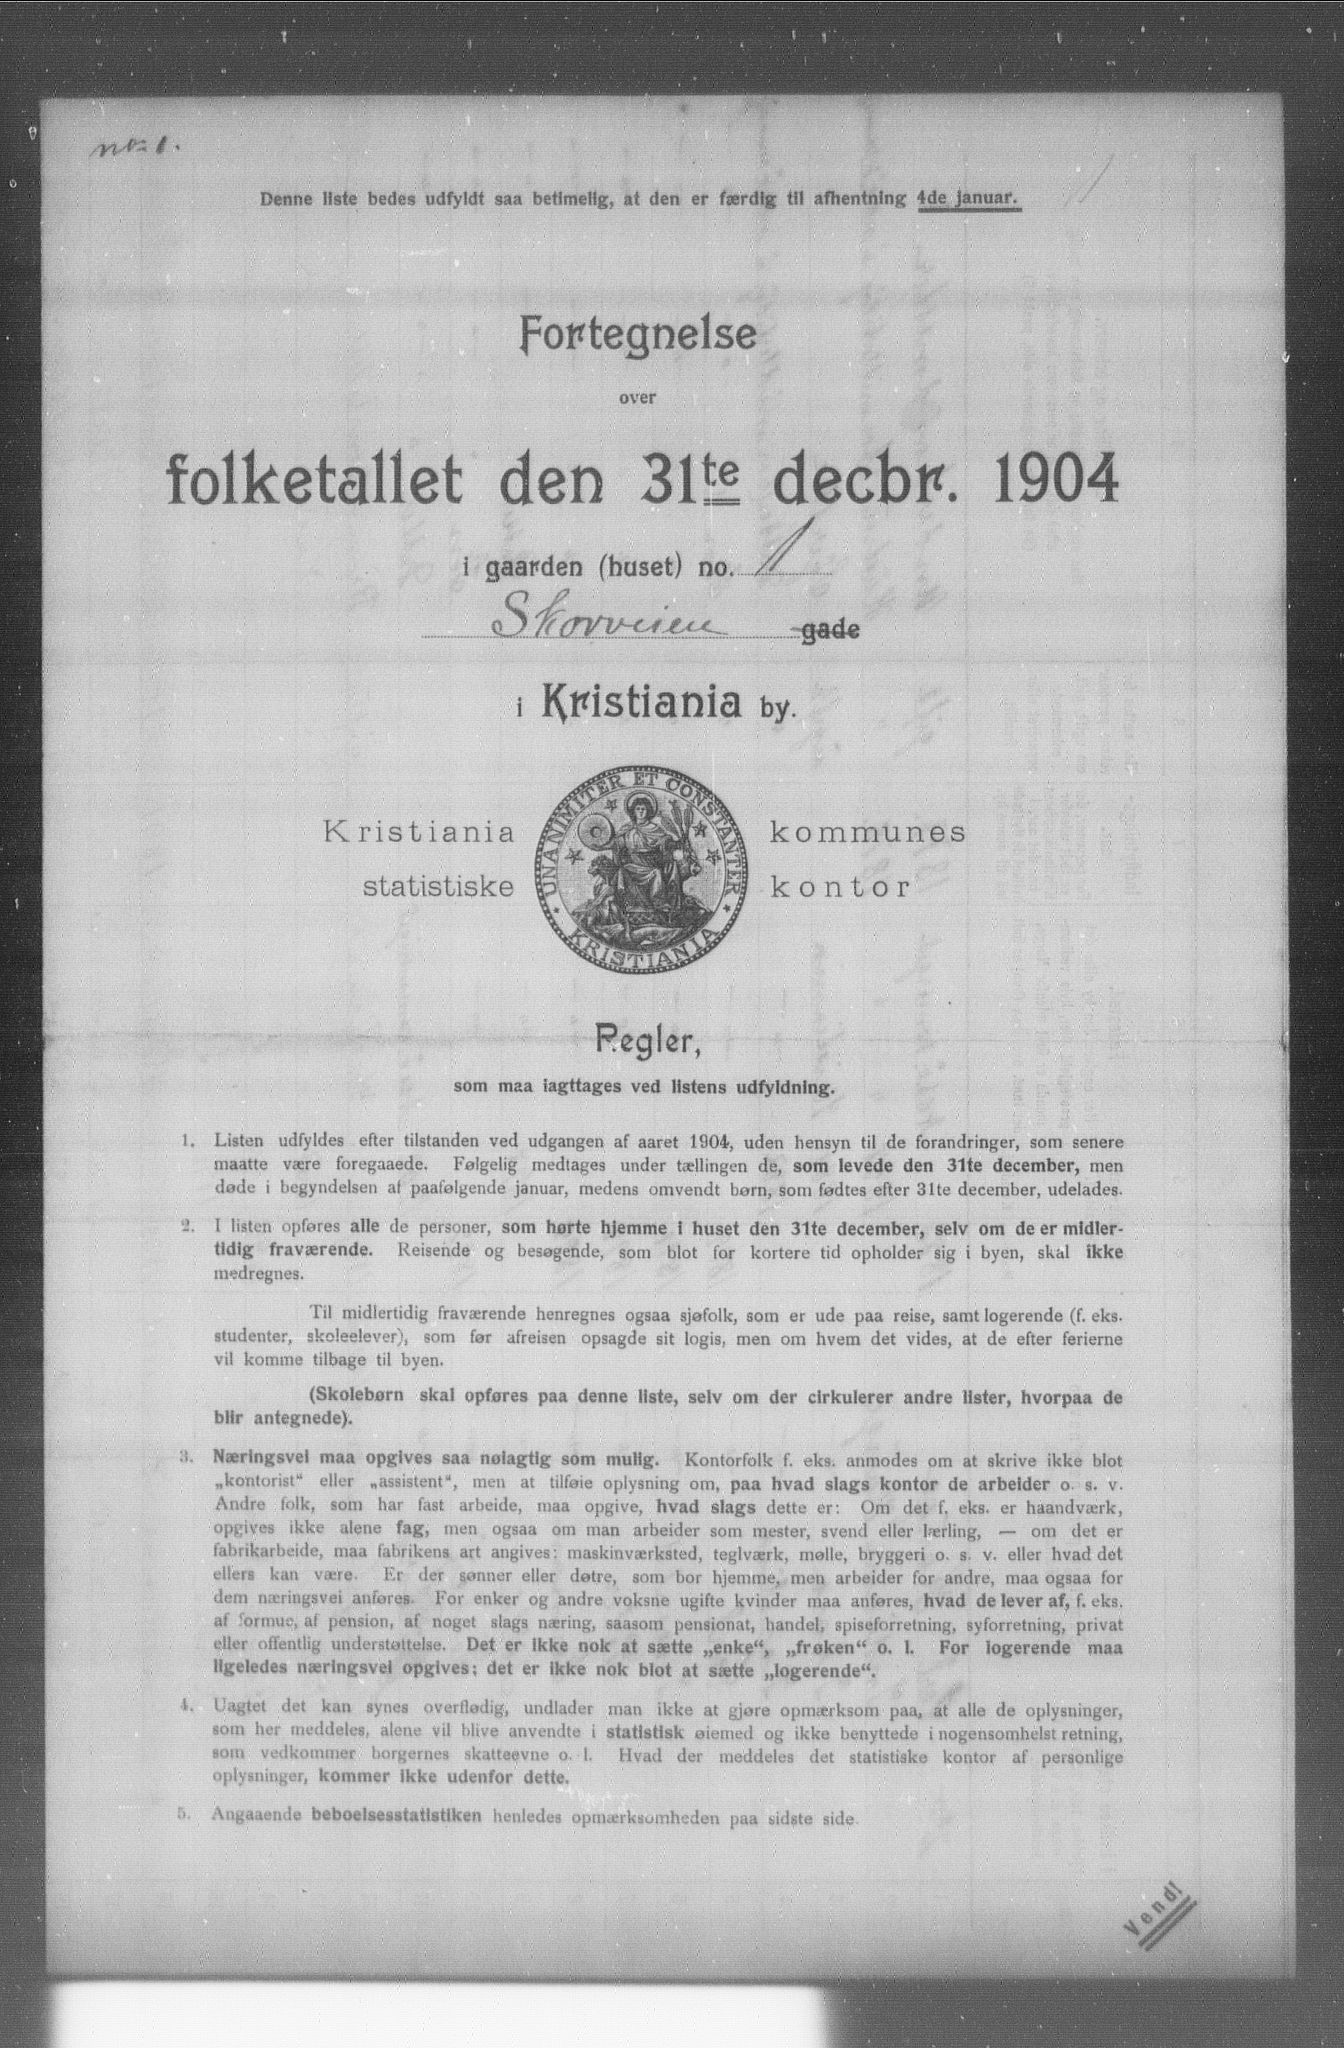 no: 1.
Denne liste bedes udfyldt saa betimelig, at den er færdig til afhentning 4de januar.
Fortegnelse
over
folketallet den 31te decbr. 1904
i gaarden (huset) no. 1
Skovveien gade
i Kristiania by.
Kristiania kommunes
statistiske kontor
UNANIMITER ET CONSTANTER
KRISTIANIA
Regler,
som maa iagttages ved listens udfyldning.
1. Listen udfyldes efter tilstanden ved udgangen af aaret 1904, uden hensyn til de forandringer, som senere
maatte være foregaaede. Følgelig medtages under tællingen de, som levede den 31te december, men
døde i begyndelsen af paafølgende januar, medens omvendt børn, som fødtes efter 31te december, udelades.
2. I listen opføres alle de personer, som hørte hjemme i huset den 31te december, selv om de er midler-
tidig fraværende. Reisende og besøgende, som blot for kortere tid opholder sig i byen, skal ikke
medregnes.
Til midlertidig fraværende henregnes ogsaa sjøfolk, som er ude paa reise, samt logerende (f. eks.
studenter, skoleelever), som før afreisen opsagde sit logis, men om hvem det vides, at de efter ferierne
vil komme tilbage til byen.
(Skolebørn skal opføres paa denne liste, selv om der cirkulerer andre lister, hvorpaa de
blir antegnede).
3. Næringsvei maa opgives saa nøiagtig som mulig. Kontorfolk f. eks. anmodes om at skrive ikke blot
„kontorist“ eller „assistent“, men at tilføie oplysning om, paa hvad slags kontor de arbeider o. s. v.
Andre folk, som har fast arbeide, maa opgive, hvad slags dette er: Om det f. eks. er haandværk,
opgives ikke alene fag, men ogsaa om man arbeider som mester, svend eller lærling, — om det er
fabrikarbeide, maa fabrikens art angives: maskinværksted, teglværk, mølle, bryggeri o. s. v. eller hvad det
ellers kan være. Er der sønner eller døtre, som bor hjemme, men arbeider for andre, maa ogsaa for
dem næringsvei anføres. For enker og andre voksne ugifte kvinder maa anføres, hvad de lever af, f. eks.
af formue, af pension, af noget slags næring, saasom pensionat, handel, spiseforretning, syforretning, privat
eller offentlig understøttelse. Det er ikke nok at sætte „enke“, „frøken“ o. l. For logerende maa
ligeledes næringsvei opgives; det er ikke nok blot at sætte „logerende“.
4. Uagtet det kan synes overflødig, undlader man ikke at gjøre opmærksom paa, at alle de oplysninger,
som her meddeles, alene vil blive anvendte i statistisk øiemed og ikke benyttede i nogensomhelst retning,
som vedkommer borgernes skatteevne o. l. Hvad der meddeles det statistiske kontor af personlige
oplysninger, kommer ikke udenfor dette.
5. Angaaende beboelsesstatistiken henledes opmærksomheden paa sidste side.
Vend!